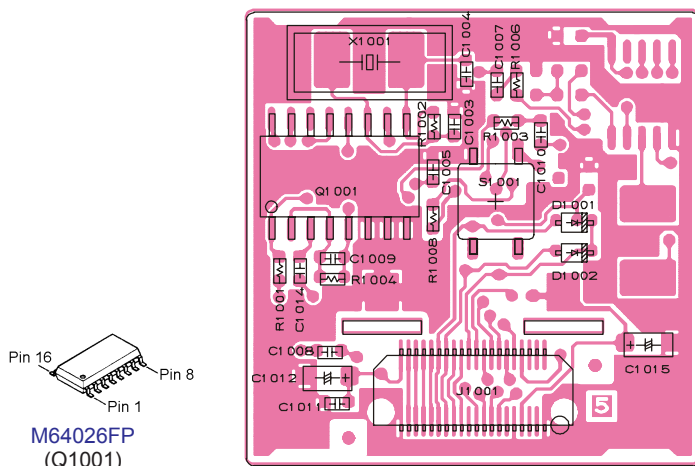 X1001
C1004
C1007
R1006
R1002
C1003
R1003
C1010
C1005
Q1001
S1001
R1008
D1001
D1002
C1009
R1004
R1001
C1014
C1008
C1012
C1011
J1001
C1015
5
Pin 16
Pin 8
Pin 1
M64026FP
(Q1001)